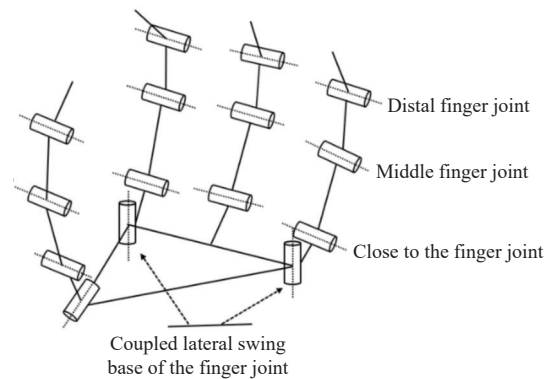 Distal finger joint
Middle finger joint
Close to the finger joint
Coupled lateral swing
base of the finger joint